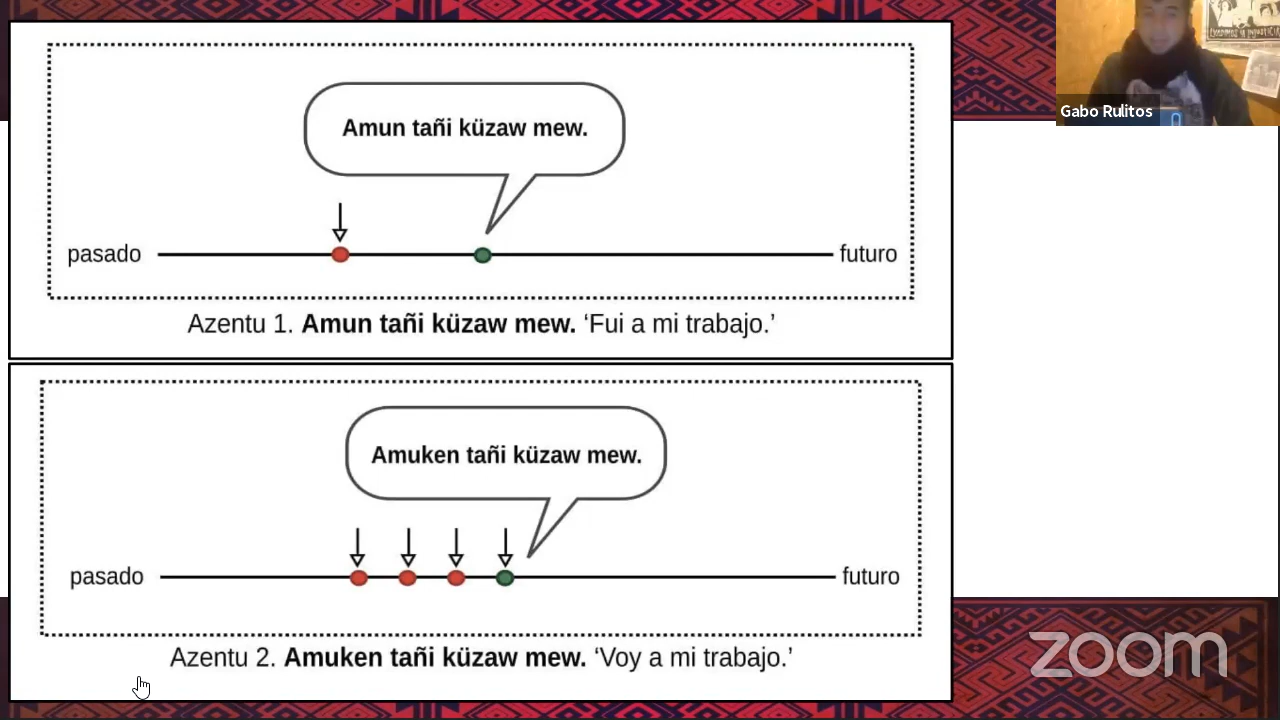 Amun tañi küzaw mew.
pasado
futuro
Azentu 1. Amun tañi küzaw mew. ‘Fui a mi trabajo.’
Amuken tañi küzaw mew.
pasado
futuro
Azentu 2. Amuken tañi küzaw mew. ‘Voy a mi trabajo.’
Gabo Rulitos
zoom